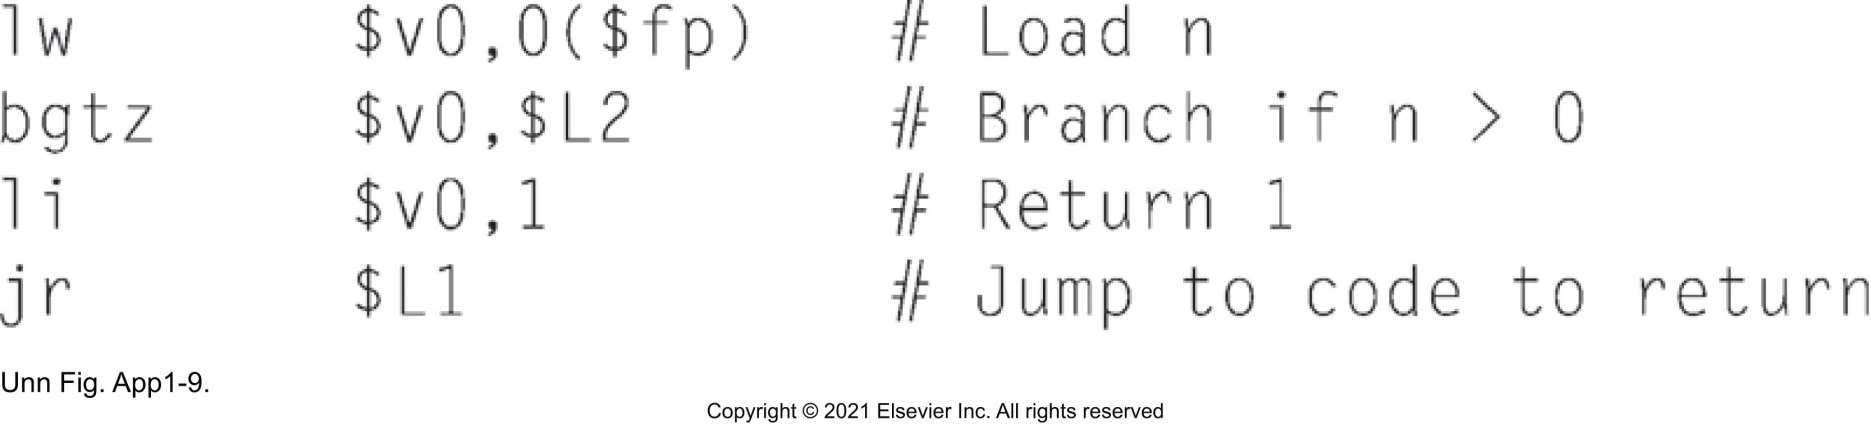 lw $v0,0($fp) # Load n
bgtz $v0,$L2 # Branch if n > 0
li $v0,1 # Return 1
jr $L1 # Jump to code to return
Unn Fig. App1-9.
Copyright © 2021 Elsevier Inc. All rights reserved